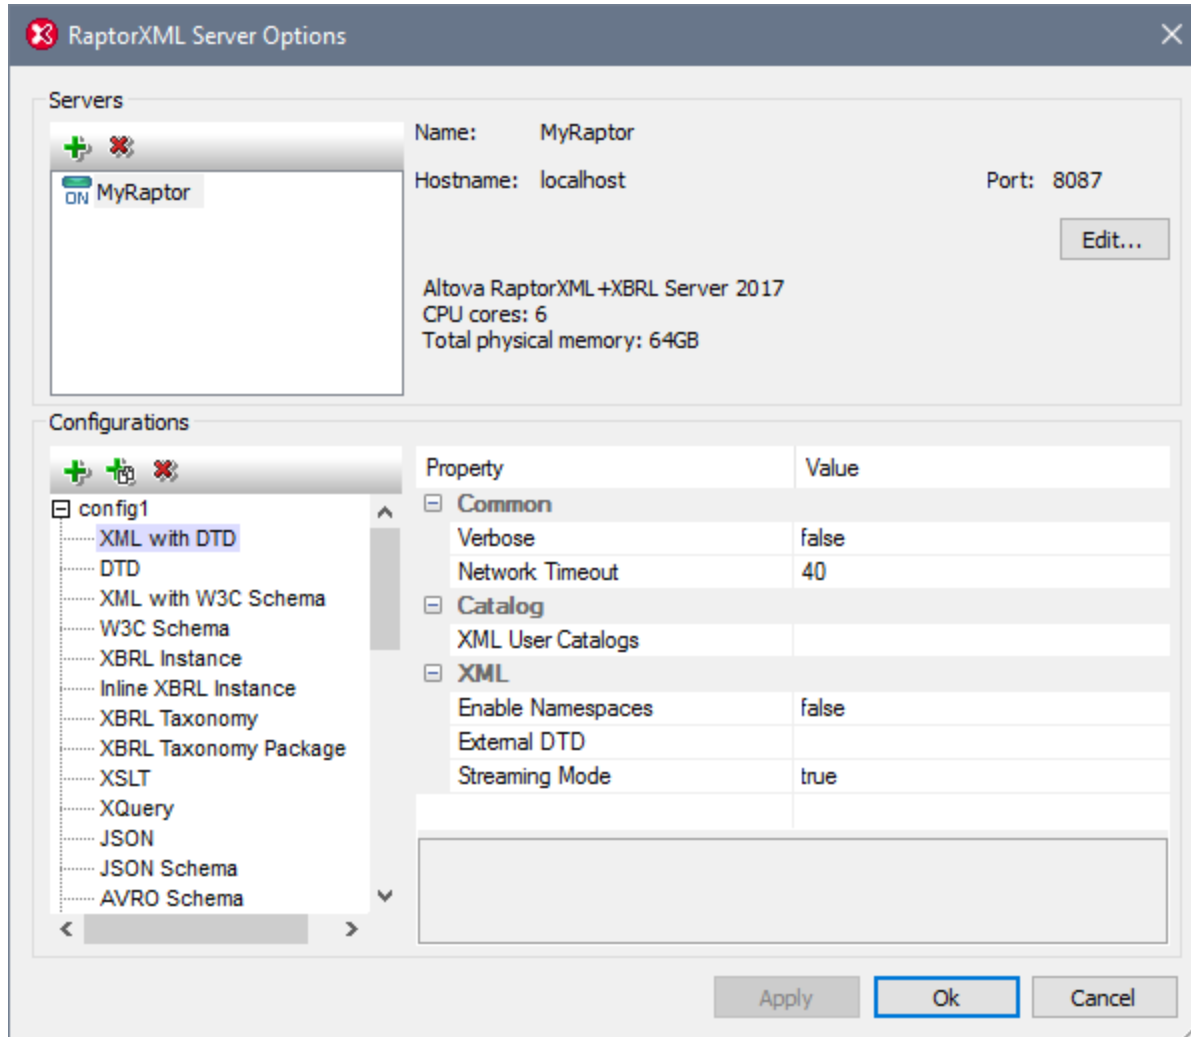 RaptorXML Server Options
Servers
Name: MyRaptor
ON MyRaptor
Hostname: localhost Port: 8087
Edit...
Altova RaptorXML+XBRL Server 2017
CPU cores: 6
Total physical memory: 64GB
Configurations
config1
XML with DTD
DTD
XML with W3C Schema
W3C Schema
XBRL Instance
Inline XBRL Instance
XBRL Taxonomy
XBRL Taxonomy Package
XSLT
XQuery
JSON
JSON Schema
AVRO Schema
Property Value
Common
Verbose false
Network Timeout 40
Catalog
XML User Catalogs
XML
Enable Namespaces false
External DTD
Streaming Mode true
Apply Ok Cancel